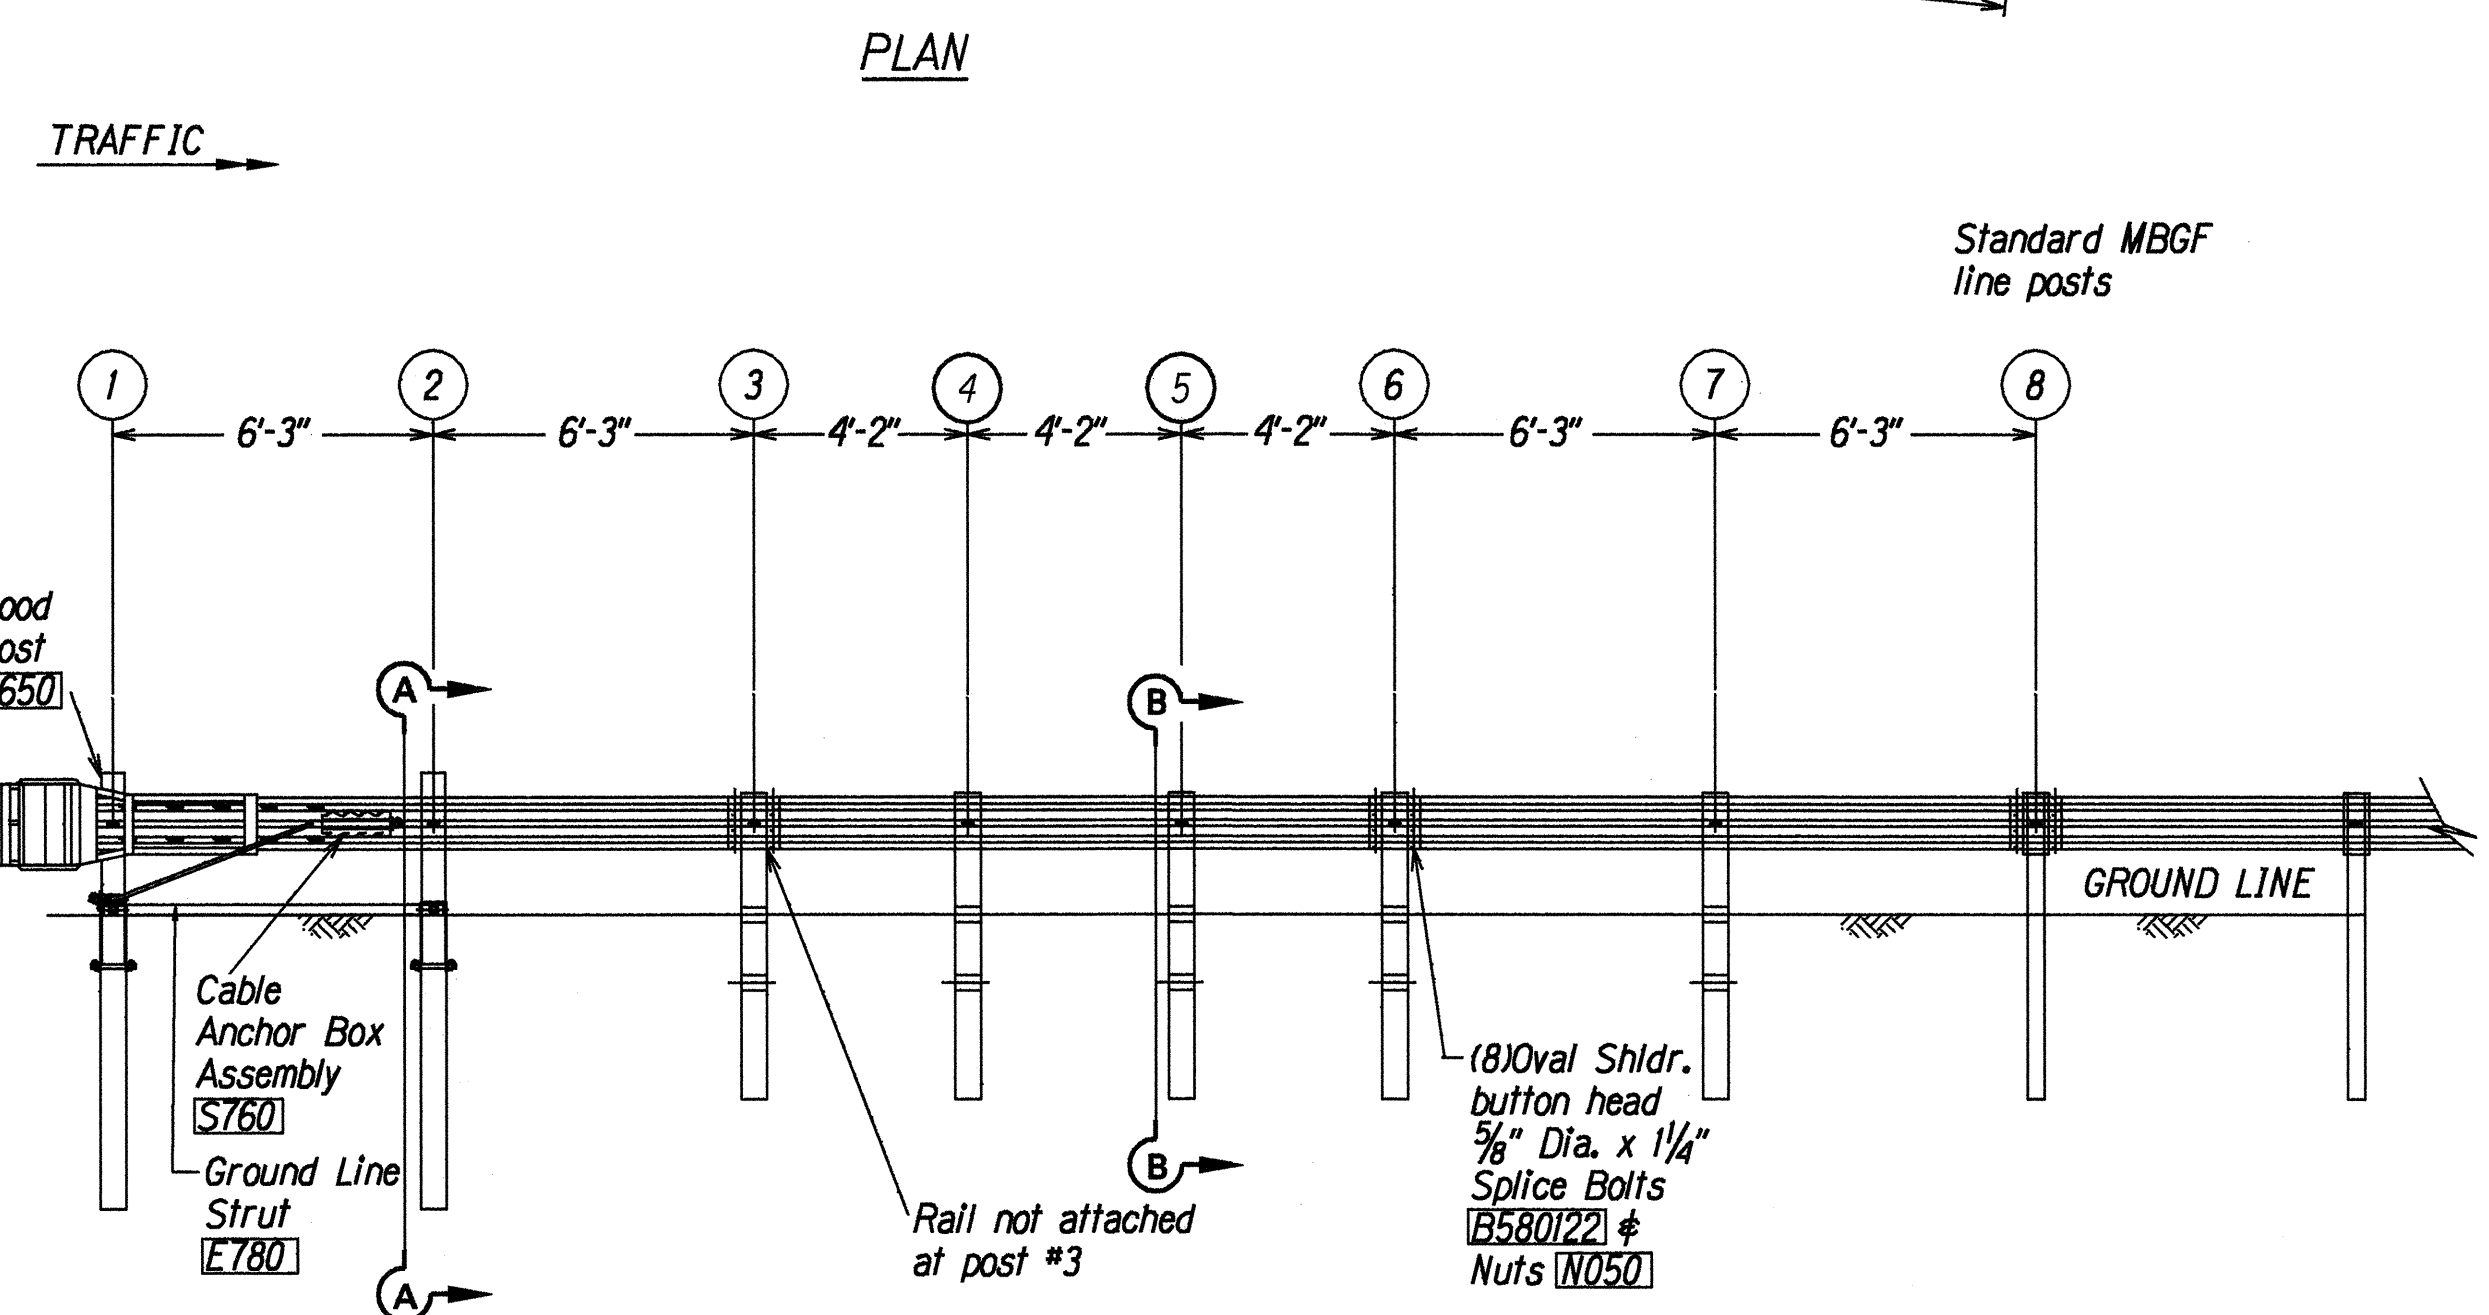 PLAN
TRAFFIC
Standard MBGF
line posts
1 2 3 4 5 6 7 8
6'-3" 6'-3" 4'-2" 4'-2" 4'-2" 6'-3" 6'-3"
ood
ost
650
A
B
GROUND LINE
Cable
Anchor Box
Assembly
S760
Ground Line
Strut
E780
A
Rail not attached
at post #3
B
(8)Oval Shldr.
button head
5/8" Dia. x 1 1/4"
Splice Bolts
B580122 &
Nuts N050